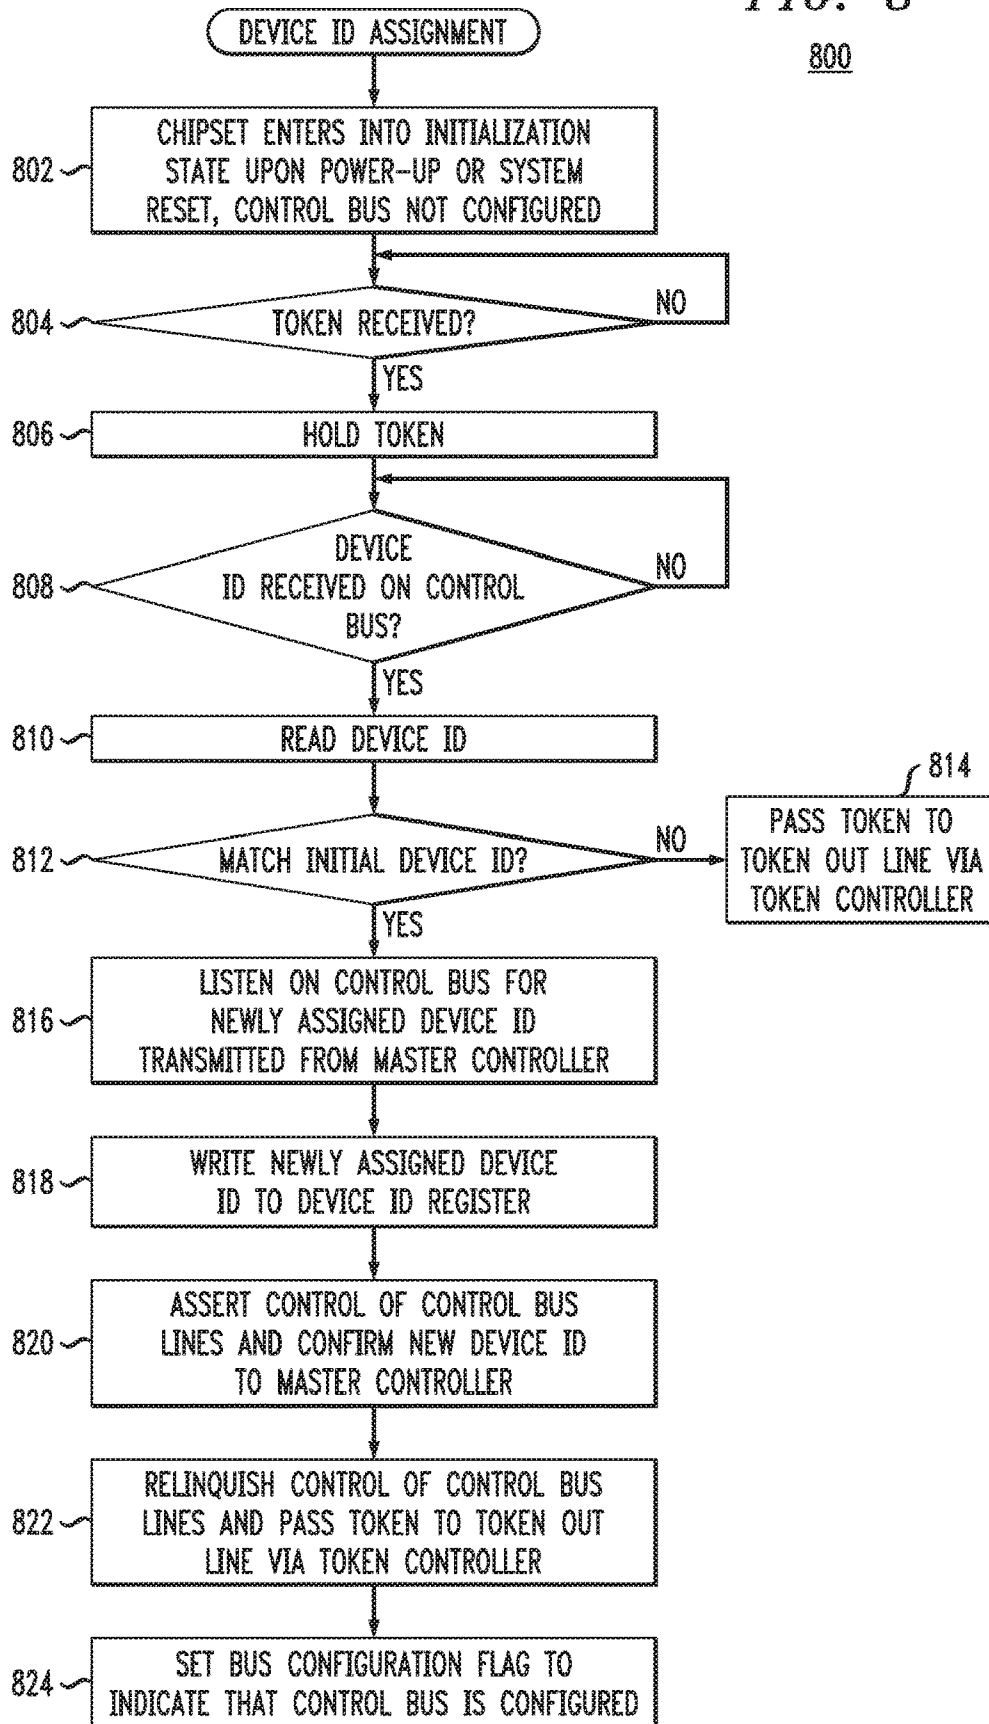 DEVICE ID ASSIGNMENT
800
802
CHIPSET ENTERS INTO INITIALIZATION
STATE UPON POWER-UP OR SYSTEM
RESET, CONTROL BUS NOT CONFIGURED
804
TOKEN RECEIVED?
NO
YES
806
HOLD TOKEN
808
DEVICE
ID RECEIVED ON CONTROL
BUS?
NO
YES
810
READ DEVICE ID
812
MATCH INITIAL DEVICE ID?
NO
814
PASS TOKEN TO
TOKEN OUT LINE VIA
TOKEN CONTROLLER
YES
816
LISTEN ON CONTROL BUS FOR
NEWLY ASSIGNED DEVICE ID
TRANSMITTED FROM MASTER CONTROLLER
818
WRITE NEWLY ASSIGNED DEVICE
ID TO DEVICE ID REGISTER
820
ASSERT CONTROL OF CONTROL BUS
LINES AND CONFIRM NEW DEVICE ID
TO MASTER CONTROLLER
822
RELINQUISH CONTROL OF CONTROL BUS
LINES AND PASS TOKEN TO TOKEN OUT
LINE VIA TOKEN CONTROLLER
824
SET BUS CONFIGURATION FLAG TO
INDICATE THAT CONTROL BUS IS CONFIGURED